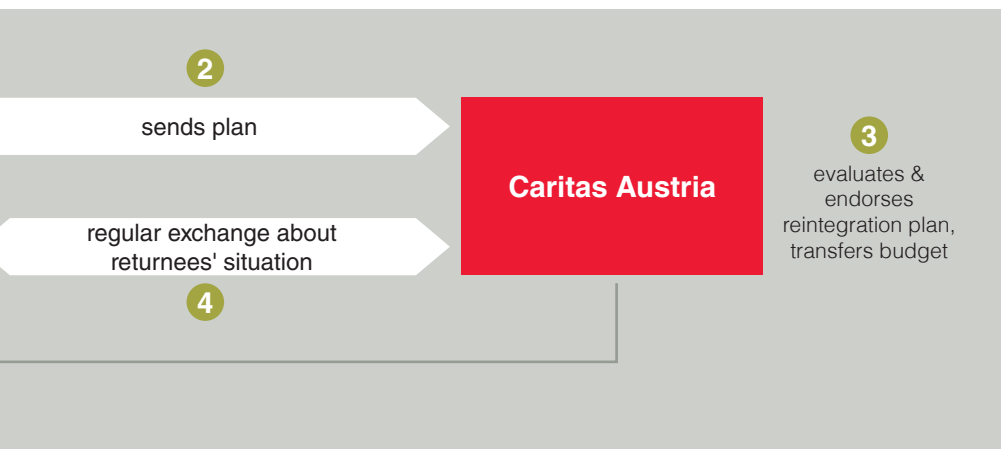 2
sends plan
Caritas Austria
3
evaluates &
endorses
reintegration plan,
transfers budget
regular exchange about
returnees' situation
4